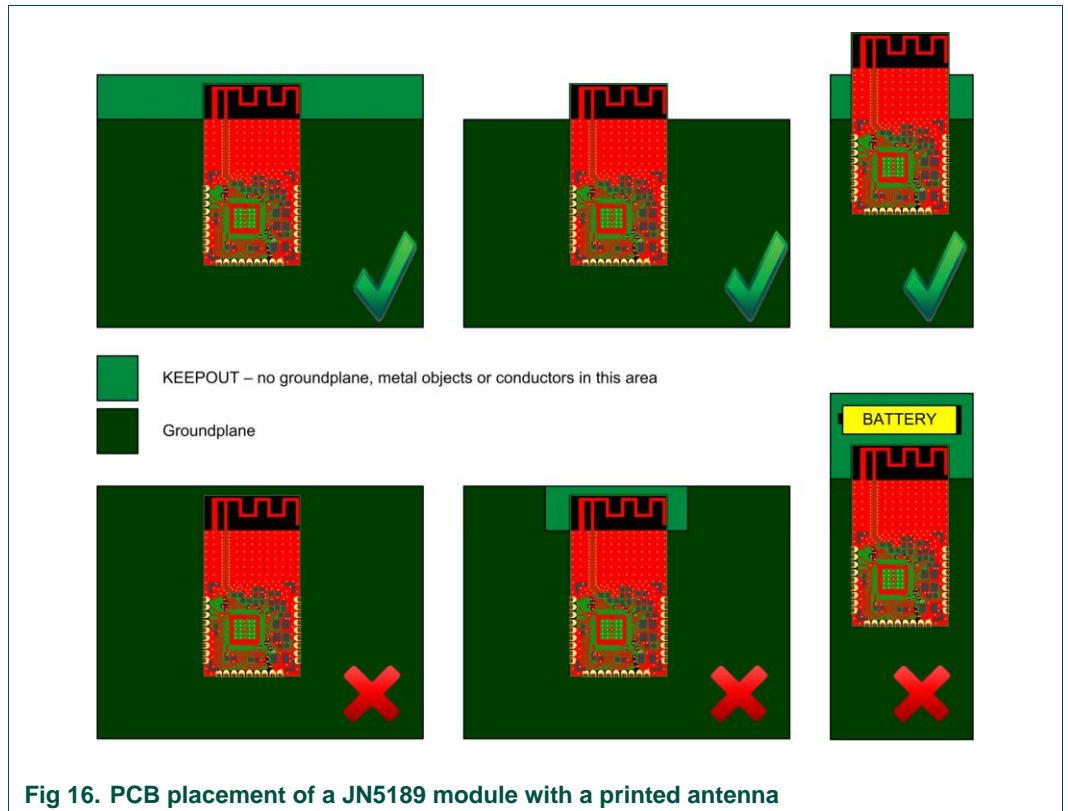 KEEPOUT – no groundplane, metal objects or conductors in this area
Groundplane
BATTERY
Fig 16. PCB placement of a JN5189 module with a printed antenna